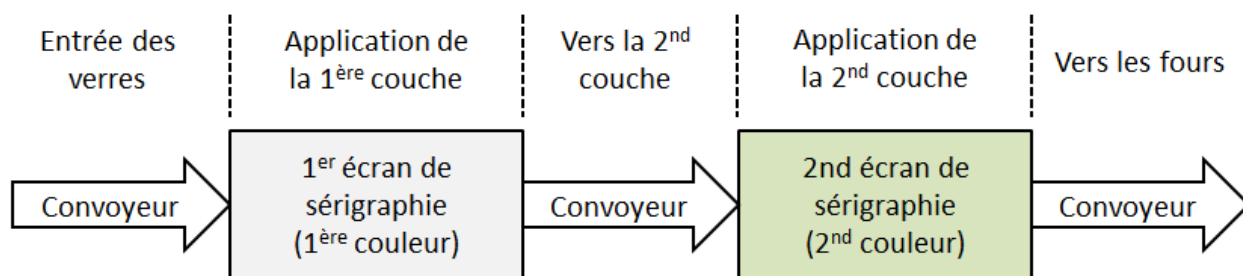 Entrée des
verres
Application de
la 1ère couche
Vers la 2nd
couche
Application de
la 2nd couche
Vers les fours
Convoyeur
1er écran de
sérigraphie
(1ère couleur)
Convoyeur
2nd écran de
sérigraphie
(2nd couleur)
Convoyeur